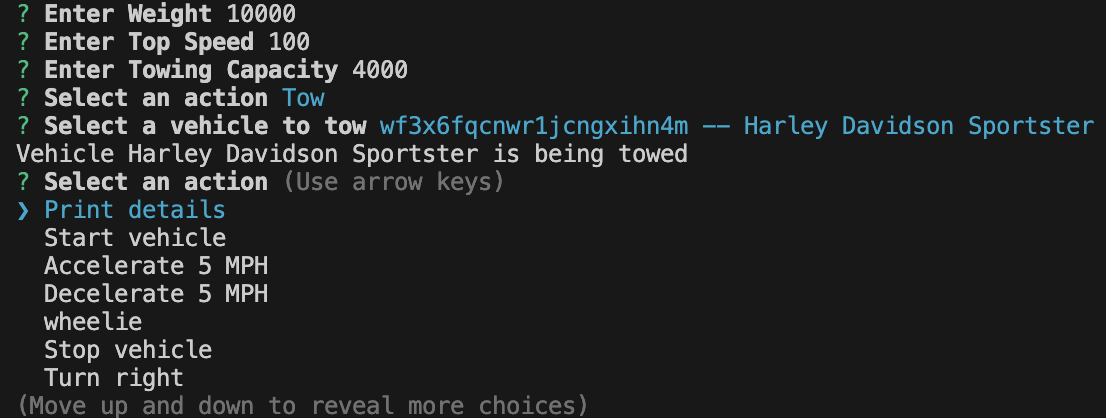 ? Enter Weight 10000
? Enter Top Speed 100
? Enter Towing Capacity 4000
? Select an action Tow
? Select a vehicle to tow wf3x6fqcnwr1jcngxihn4m -- Harley Davidson Sportster
Vehicle Harley Davidson Sportster is being towed
? Select an action (Use arrow keys)
❯ Print details
Start vehicle
Accelerate 5 MPH
Decelerate 5 MPH
wheelie
Stop vehicle
Turn right
(Move up and down to reveal more choices)